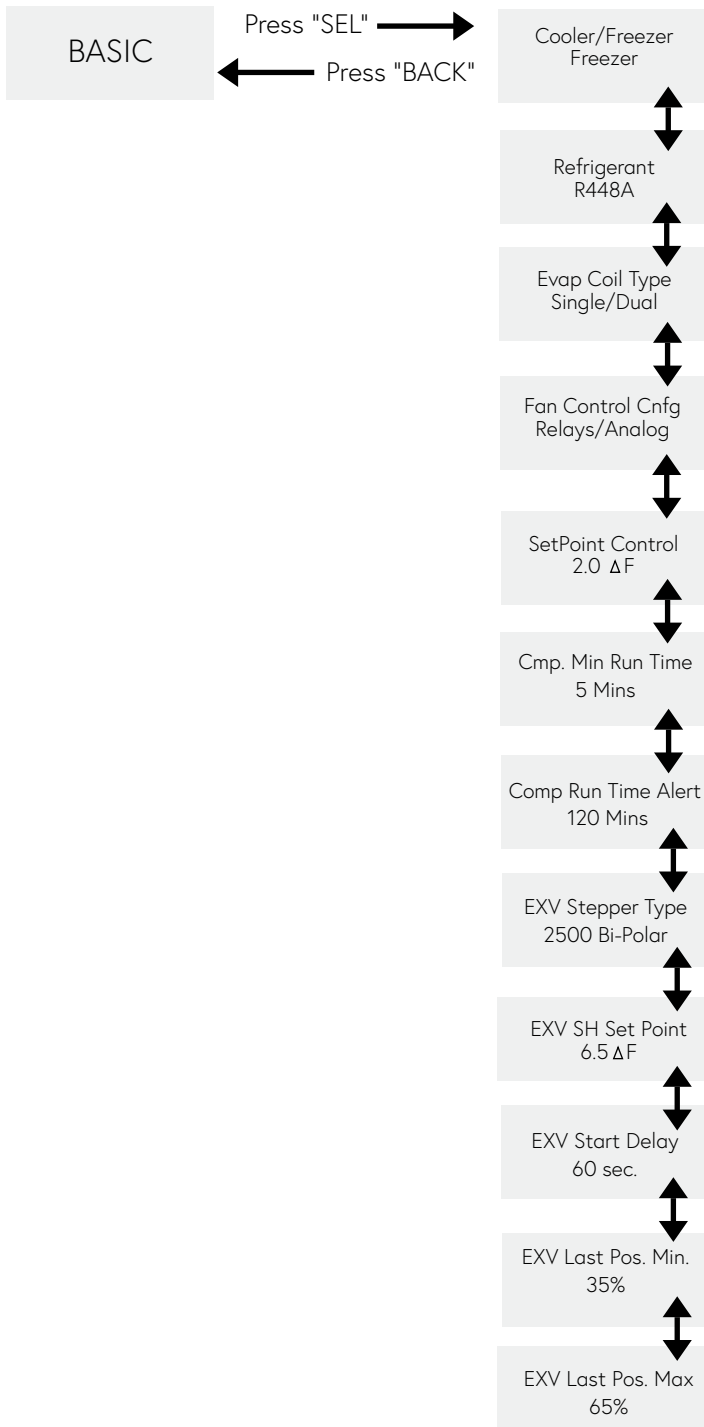 BASIC
Press "SEL"
Press "BACK"
Cooler/Freezer
Freezer
Refrigerant
R448A
Evap Coil Type
Single/Dual
Fan Control Cnfg
Relays/Analog
SetPoint Control
2.0 ΔF
Cmp. Min Run Time
5 Mins
Comp Run Time Alert
120 Mins
EXV Stepper Type
2500 Bi-Polar
EXV SH Set Point
6.5 ΔF
EXV Start Delay
60 sec.
EXV Last Pos. Min.
35%
EXV Last Pos. Max
65%